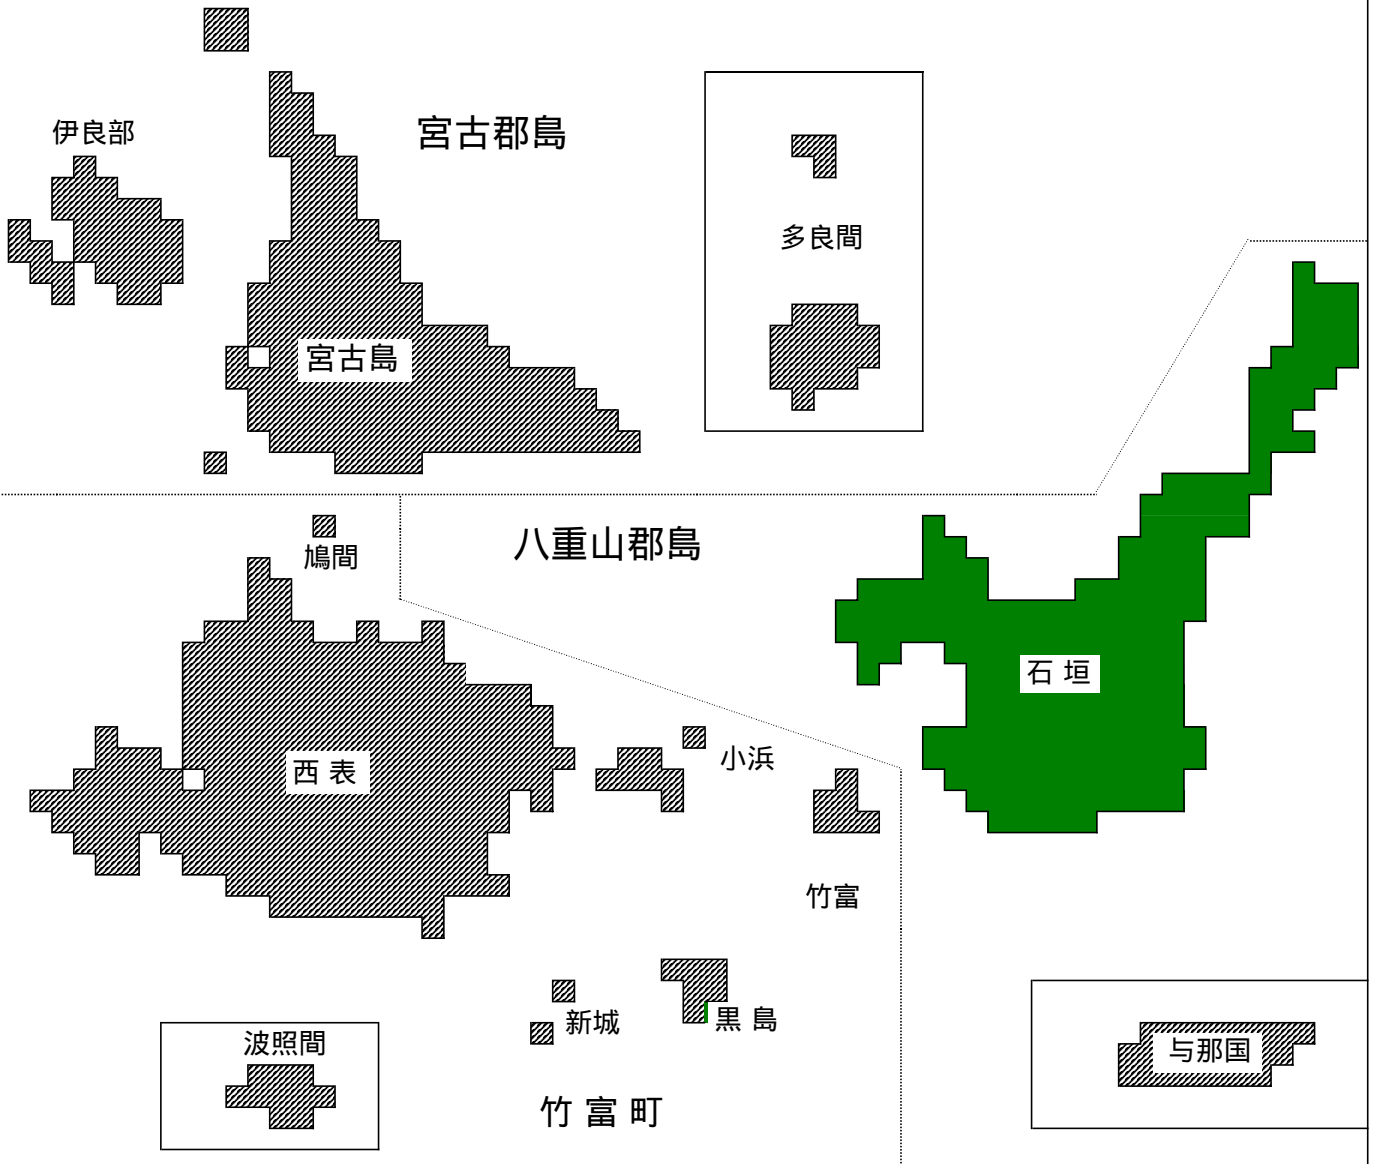 伊良部
宮古郡島
多良間
宮古島
八重山郡島
鳩間
石 垣
西 表
小浜
竹富
新城
黒 島
波照間
与那国
竹 富 町